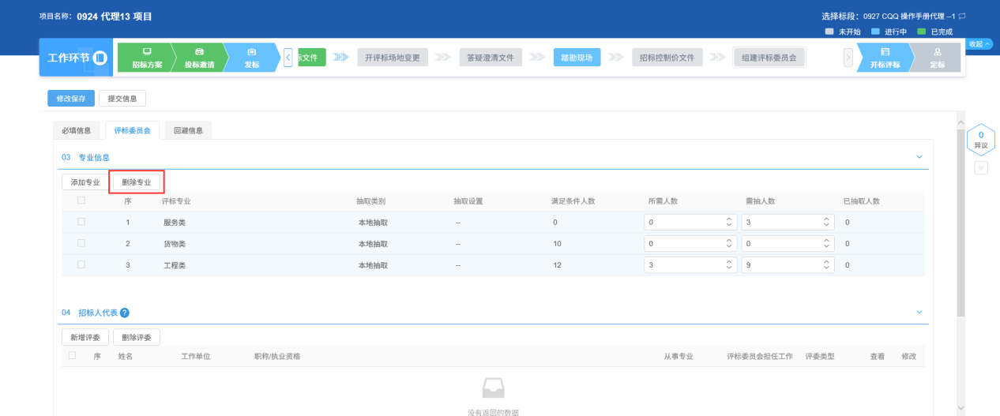 项目名称: 0924 代理13 项目
选择标段: 0927 CQQ 操作手册代理 --1
未开始 进行中 已完成
收起
工作环节
招标方案 投标邀请 发标
标文件 开评标场地变更 答疑澄清文件 踏勘现场 招标控制价文件 组建评标委员会
开标评标 定标
修改保存 提交信息
必填信息 评标委员会 回避信息
0
异议
03 专业信息
添加专业 删除专业
序 评标专业 抽取类别 抽取设置 满足条件人数 所需人数 需抽人数 已抽取人数
1 服务类 本地抽取 -- 0 0 3 0
2 货物类 本地抽取 -- 10 0 0 0
3 工程类 本地抽取 -- 12 3 9 0
04 招标人代表 ?
新增评委 删除评委
序 姓名 工作单位 职称/执业资格 从事专业 评标委员会担任工作 评委类型 查看 修改
没有返回的数据